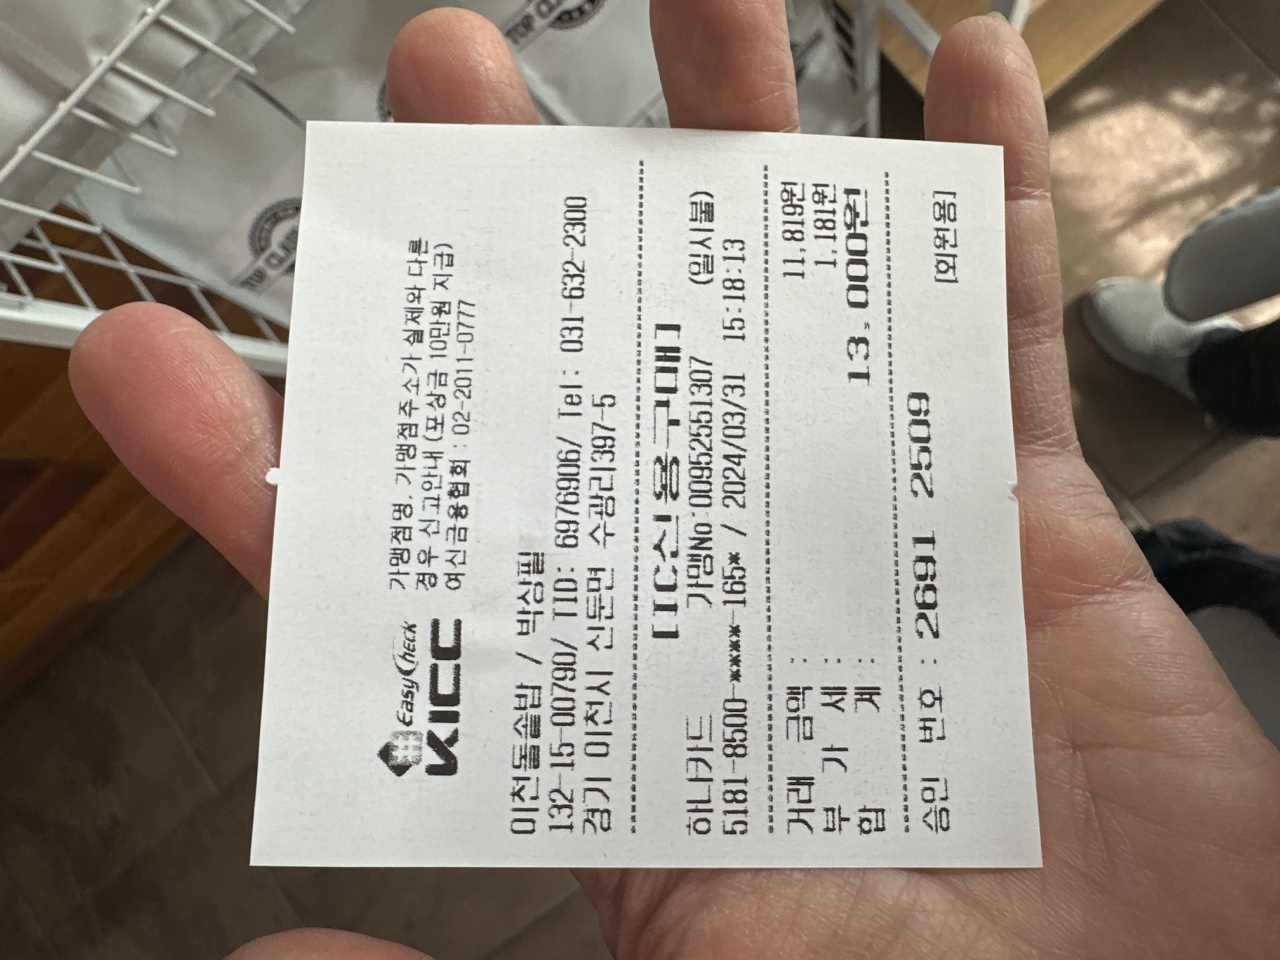 EasyCheck
KICC
가맹점명, 가맹점주소가 실제와 다른
경우 신고안내 (포상금 10만원 지급)
여신금융협회 : 02-2011-0777
이천돌솥밥 / 박상필
132-15-00790/ TID: 6976906/ Tel : 031-632-2300
경기 이천시 신둔면 수광리397-5
[IC신용구매]
하나카드 가맹No:00952551307 (일시불)
5181-8500-****-165* / 2024/03/31 15:18:13
거래 금액 : 11,819원
부 가 세 : 1,181원
합 계 : 13,000원
승인 번호 : 2691 2509
[회원용]
TOP CLA
TOP CLA